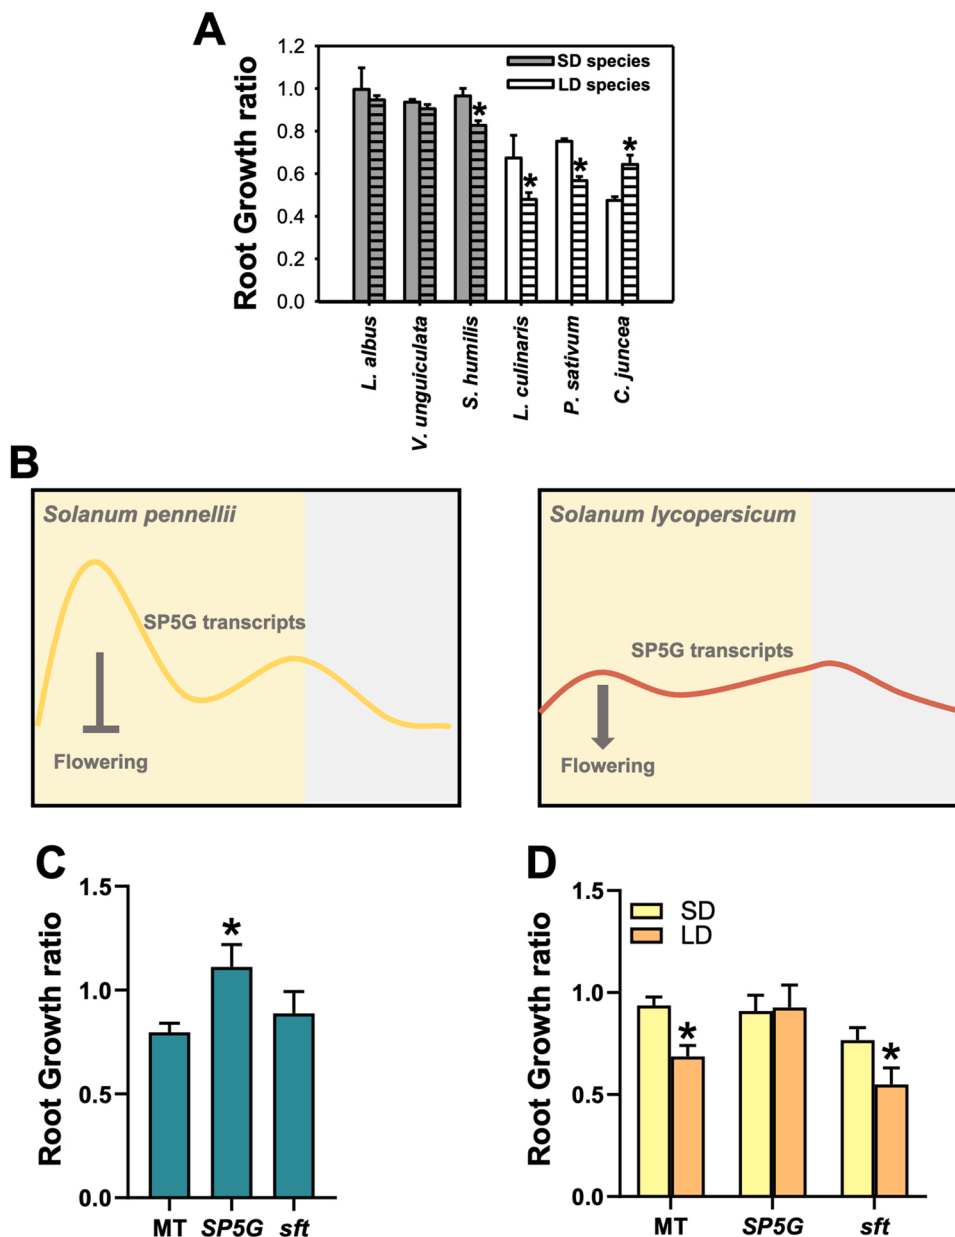 A
Root Growth ratio
1.2
1.0
0.8
0.6
0.4
0.2
0.0
SD species
LD species
*
*
*
*
L. albus
V. unguiculata
S. humilis
L. culinaris
P. sativum
C. juncea
B
Solanum pennellii
SP5G transcripts
Flowering
Solanum lycopersicum
SP5G transcripts
Flowering
C
Root Growth ratio
1.5
1.0
0.5
0.0
*
MT
SP5G
sft
D
Root Growth ratio
1.5
1.0
0.5
0.0
SD
LD
*
*
MT
SP5G
sft